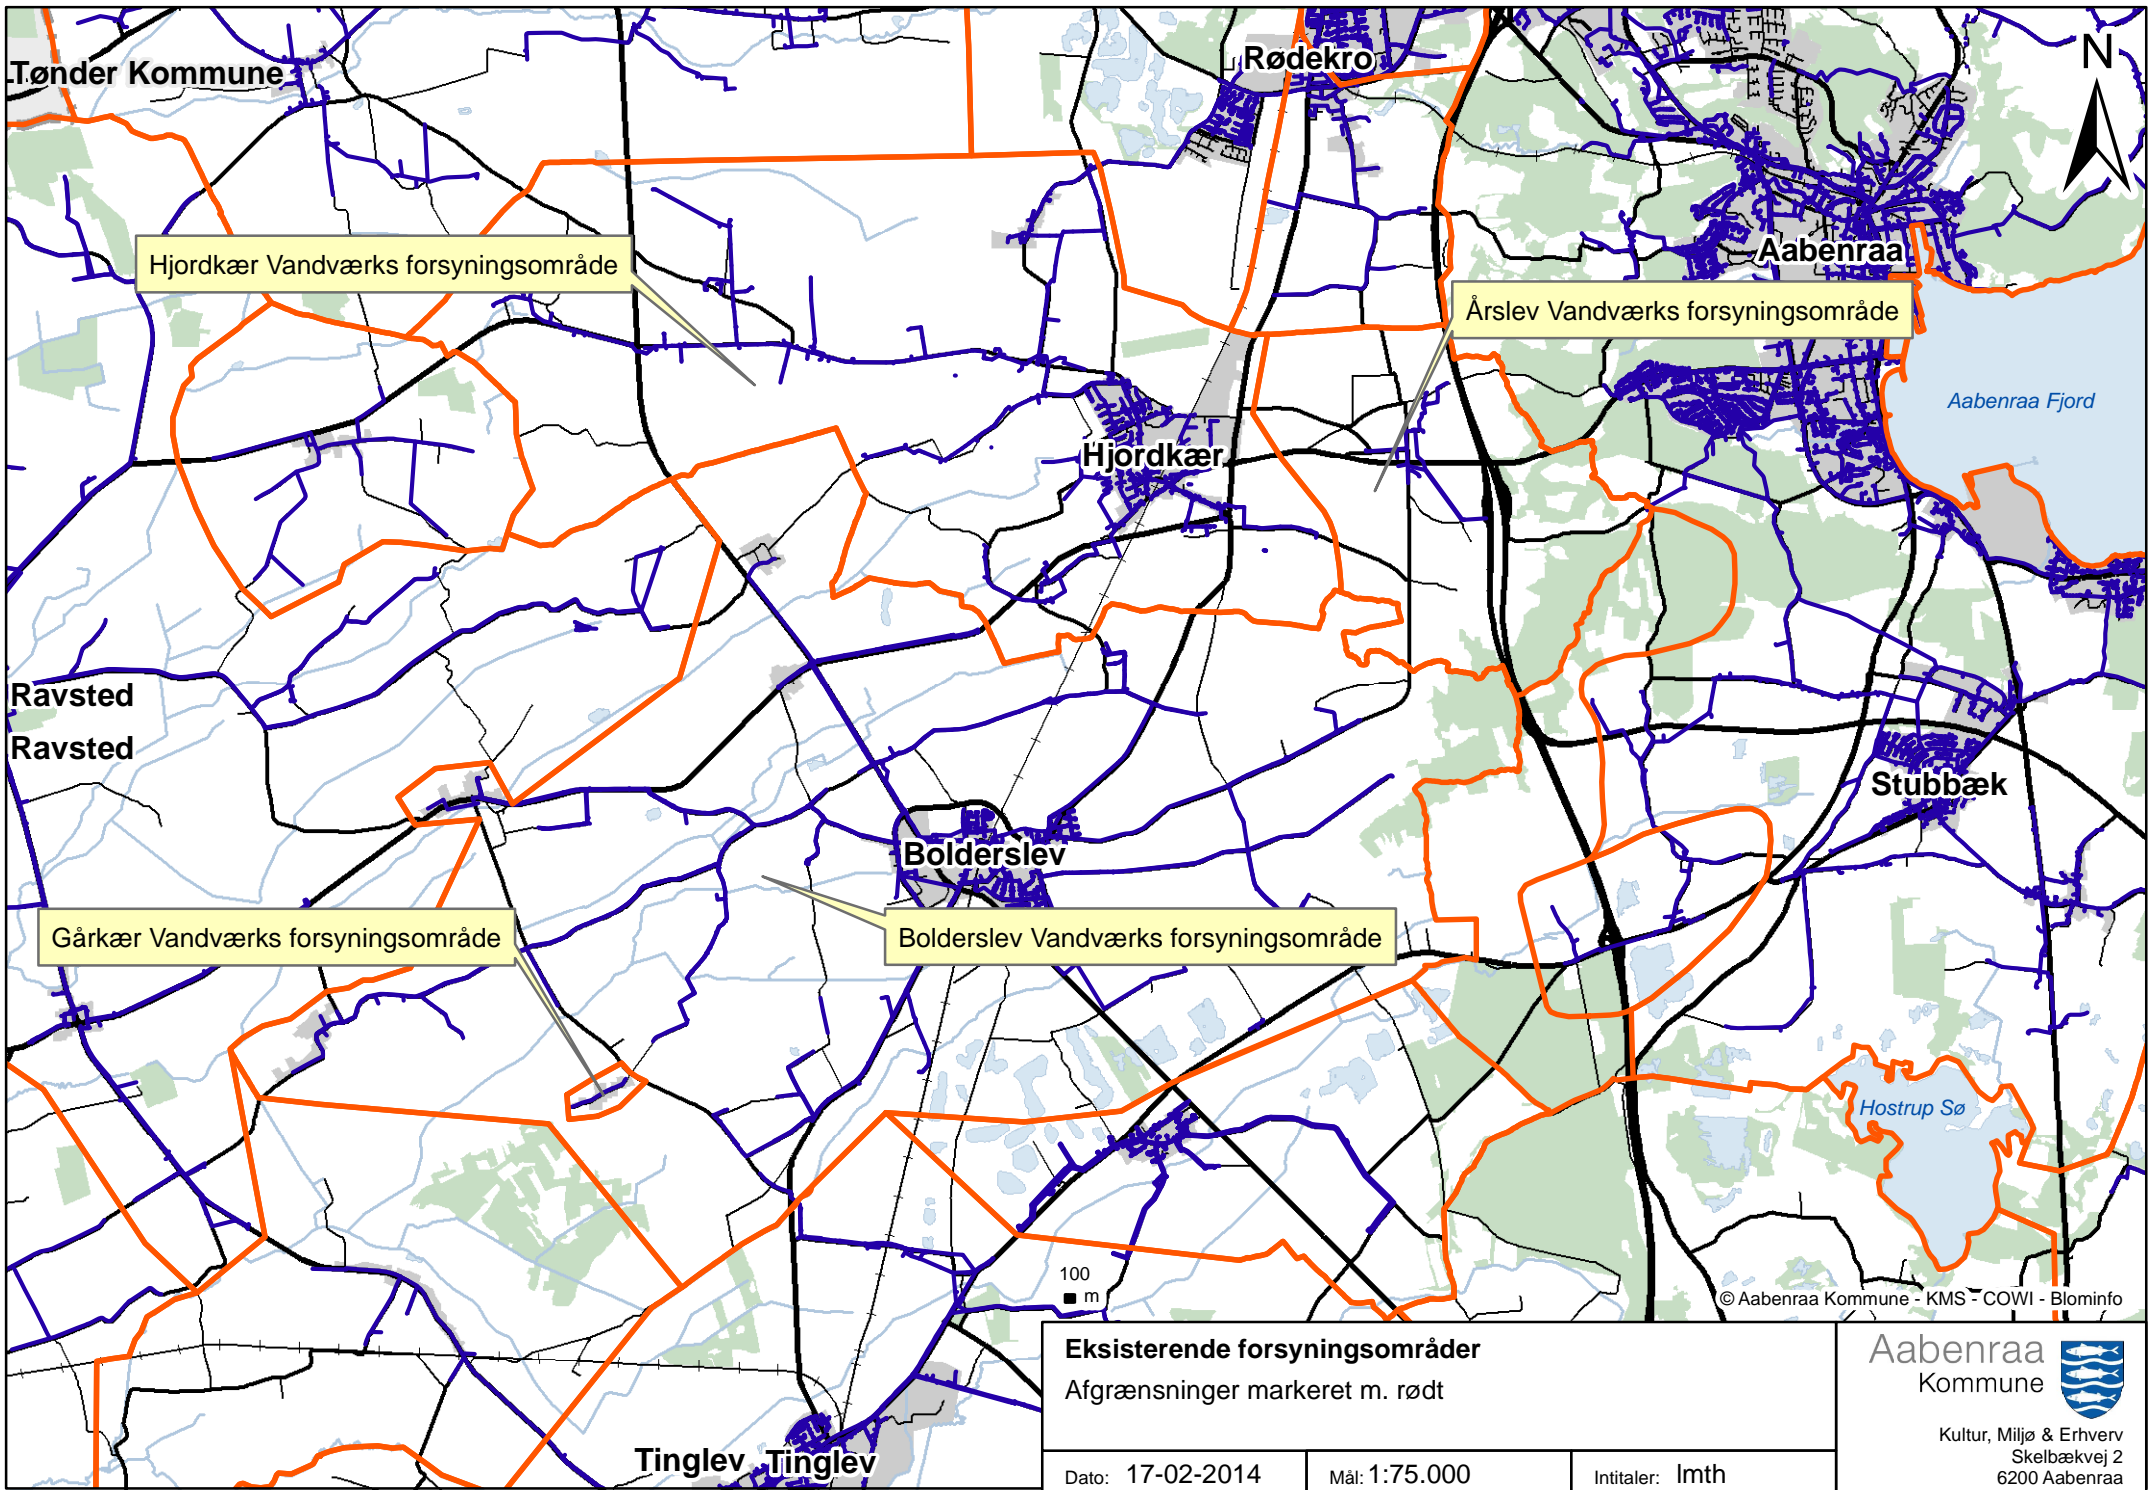 Tønder Kommune
Rødekro
N
Hjordkær Vandværks forsyningsområde
Aabenraa
Årslev Vandværks forsyningsområde
Aabenraa Fjord
Hjordkær
Ravsted
Ravsted
Stubbæk
Bolderslev
Gårkær Vandværks forsyningsområde
Bolderslev Vandværks forsyningsområde
Hostrup Sø
100
m
© Aabenraa Kommune - KMS - COWI - Blominfo
Tinglev Tinglev
Eksisterende forsyningsområder
Afgrænsninger markeret m. rødt
Dato: 17-02-2014
Mål: 1:75.000
Intitaler: lmth
Aabenraa
Kommune
Kultur, Miljø & Erhverv
Skelbækvej 2
6200 Aabenraa